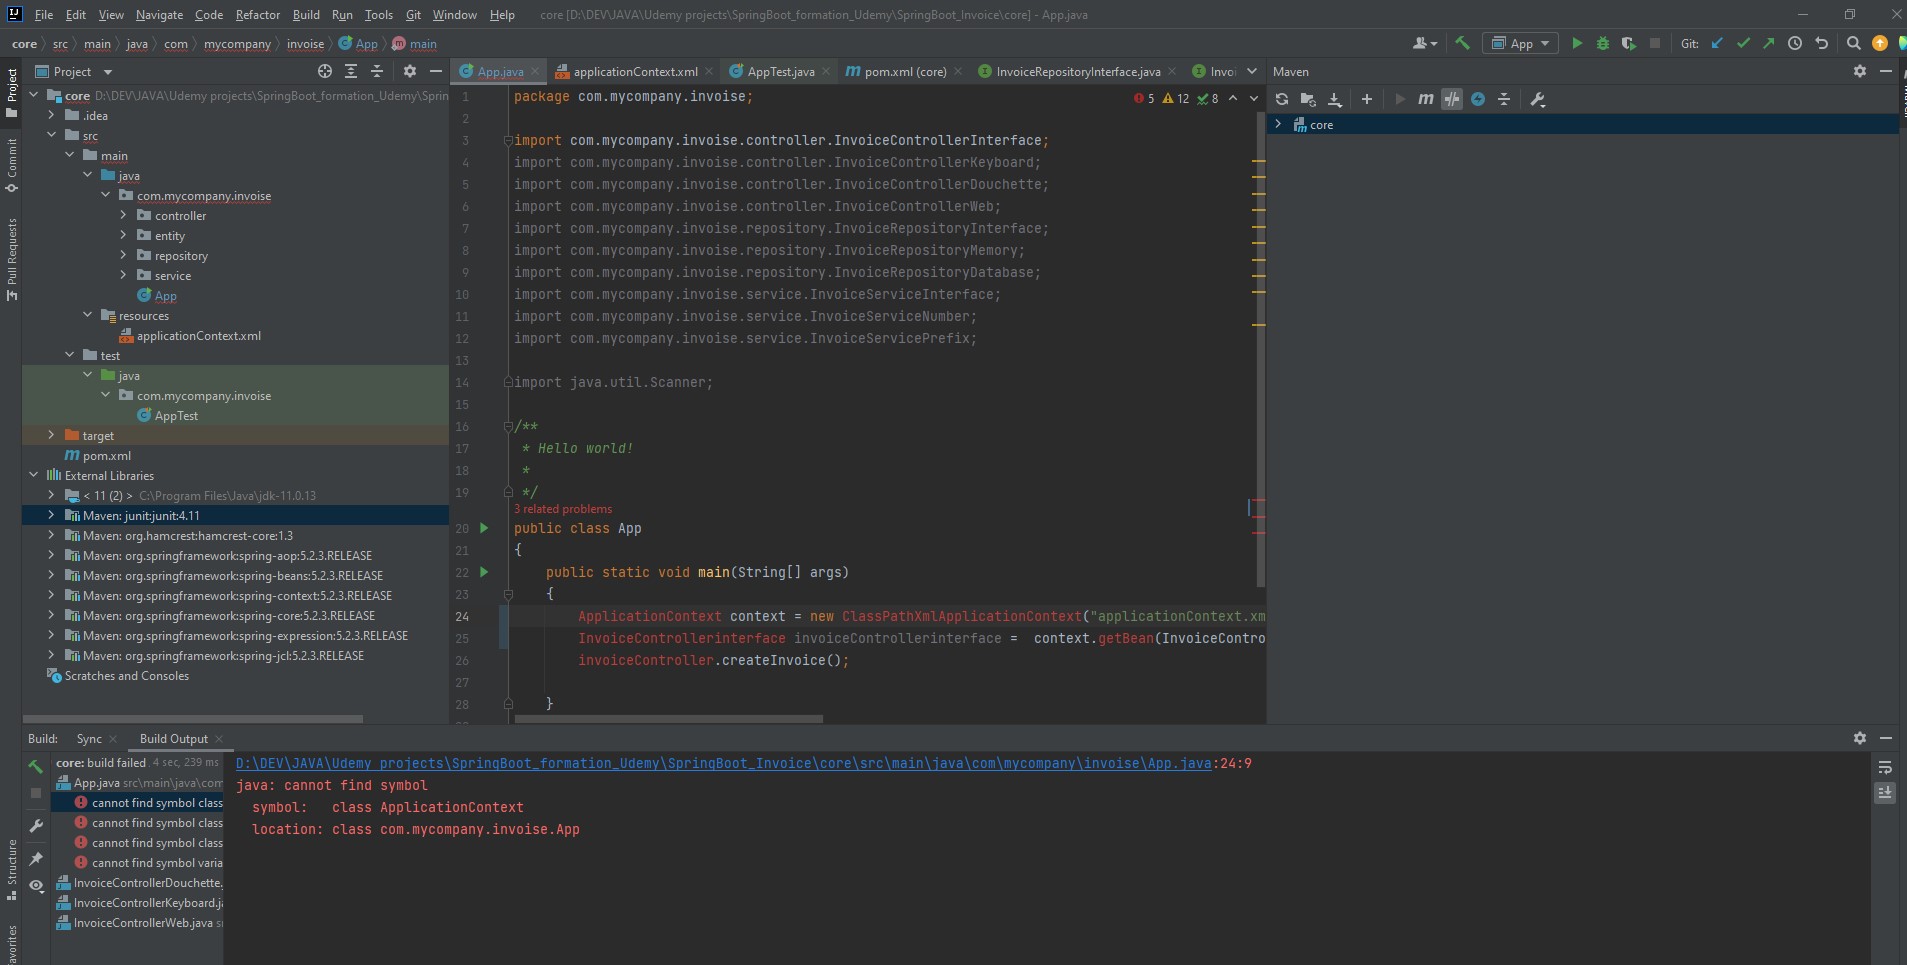 File Edit View Navigate Code Refactor Build Run Tools Git Window Help core [D:\DEV\JAVA\Udemy projects\SpringBoot_formation_Udemy\SpringBoot_Invoice\core] - App.java
core src main java com mycompany invoise App main
App Git:
Project
App.java applicationContext.xml AppTest.java pom.xml (core) InvoiceRepositoryInterface.java Invoi
Maven
Project
Commit
Pull Requests
Structure
core D:\DEV\JAVA\Udemy projects\SpringBoot_formation_Udemy\Sprin
.idea
src
main
java
com.mycompany.invoise
controller
entity
repository
service
App
resources
applicationContext.xml
test
java
com.mycompany.invoise
AppTest
target
pom.xml
External Libraries
< 11 (2) > C:\Program Files\Java\jdk-11.0.13
Maven: junit:junit:4.11
Maven: org.hamcrest:hamcrest-core:1.3
Maven: org.springframework:spring-aop:5.2.3.RELEASE
Maven: org.springframework:spring-beans:5.2.3.RELEASE
Maven: org.springframework:spring-context:5.2.3.RELEASE
Maven: org.springframework:spring-core:5.2.3.RELEASE
Maven: org.springframework:spring-expression:5.2.3.RELEASE
Maven: org.springframework:spring-jcl:5.2.3.RELEASE
Scratches and Consoles
5 12 8
1 package com.mycompany.invoise;
2
3 import com.mycompany.invoise.controller.InvoiceControllerInterface;
4 import com.mycompany.invoise.controller.InvoiceControllerKeyboard;
5 import com.mycompany.invoise.controller.InvoiceControllerDouchette;
6 import com.mycompany.invoise.controller.InvoiceControllerWeb;
7 import com.mycompany.invoise.repository.InvoiceRepositoryInterface;
8 import com.mycompany.invoise.repository.InvoiceRepositoryMemory;
9 import com.mycompany.invoise.repository.InvoiceRepositoryDatabase;
10 import com.mycompany.invoise.service.InvoiceServiceInterface;
11 import com.mycompany.invoise.service.InvoiceServiceNumber;
12 import com.mycompany.invoise.service.InvoiceServicePrefix;
13
14 import java.util.Scanner;
15
16 /**
17 * Hello world!
18 *
19 */
3 related problems
20 public class App
21 {
22 public static void main(String[] args)
23 {
24 ApplicationContext context = new ClassPathXmlApplicationContext("applicationContext.xm
25 InvoiceControllerinterface invoiceControllerinterface = context.getBean(InvoiceContro
26 invoiceController.createInvoice();
27
28 }
core
Build: Sync Build Output
core: build failed 4 sec, 239 ms
App.java src\main\java\com
cannot find symbol class
cannot find symbol class
cannot find symbol class
cannot find symbol varia
InvoiceControllerDouchette.
InvoiceControllerKeyboard.ja
InvoiceControllerWeb.java
D:\DEV\JAVA\Udemy projects\SpringBoot_formation_Udemy\SpringBoot_Invoice\core\src\main\java\com\mycompany\invoise\App.java:24:9
java: cannot find symbol
symbol: class ApplicationContext
location: class com.mycompany.invoise.App